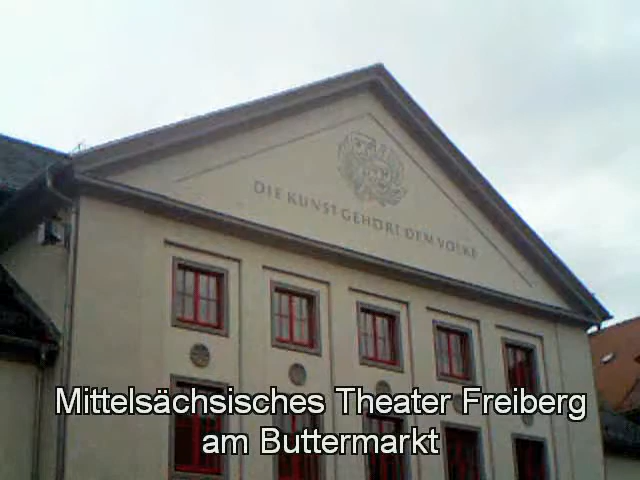 DIE KUNST GEHÖRT DEM VOLKE
Mittelsächsisches Theater Freiberg
am Buttermarkt